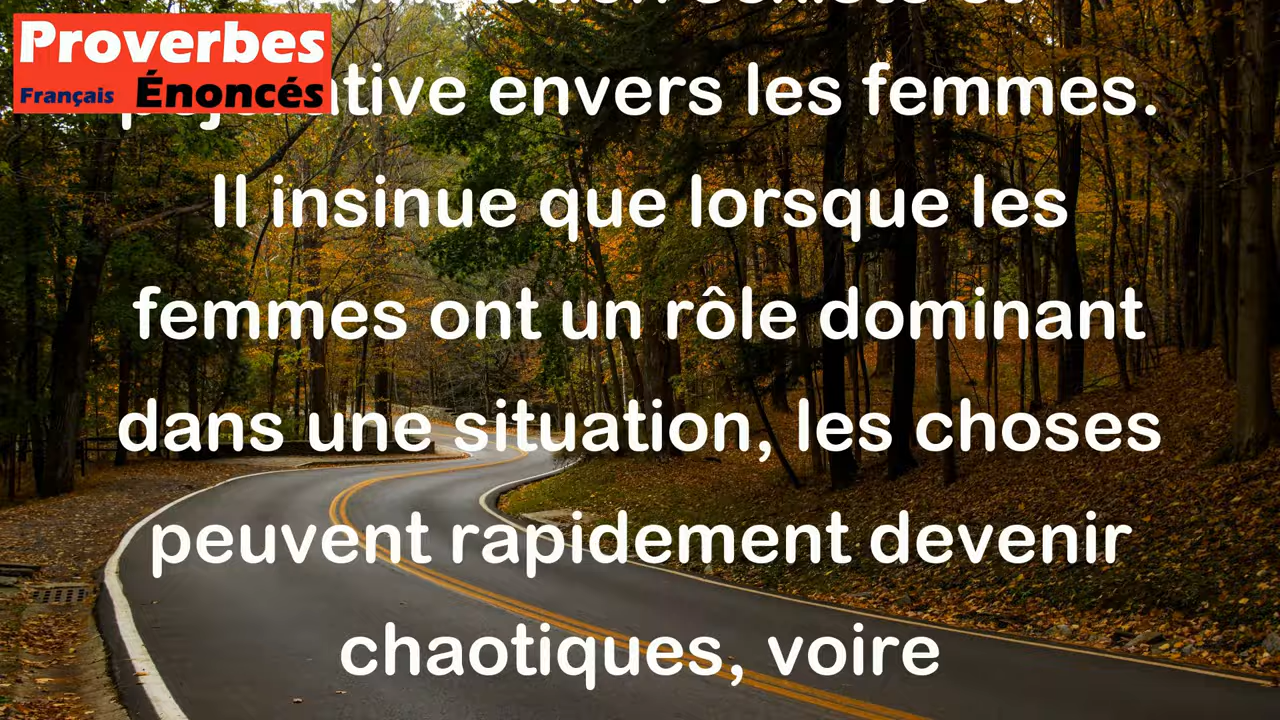 Proverbes
Français Énoncés
envers les femmes.
Il insinue que lorsque les
femmes ont un rôle dominant
dans une situation, les choses
peuvent rapidement devenir
chaotiques, voire